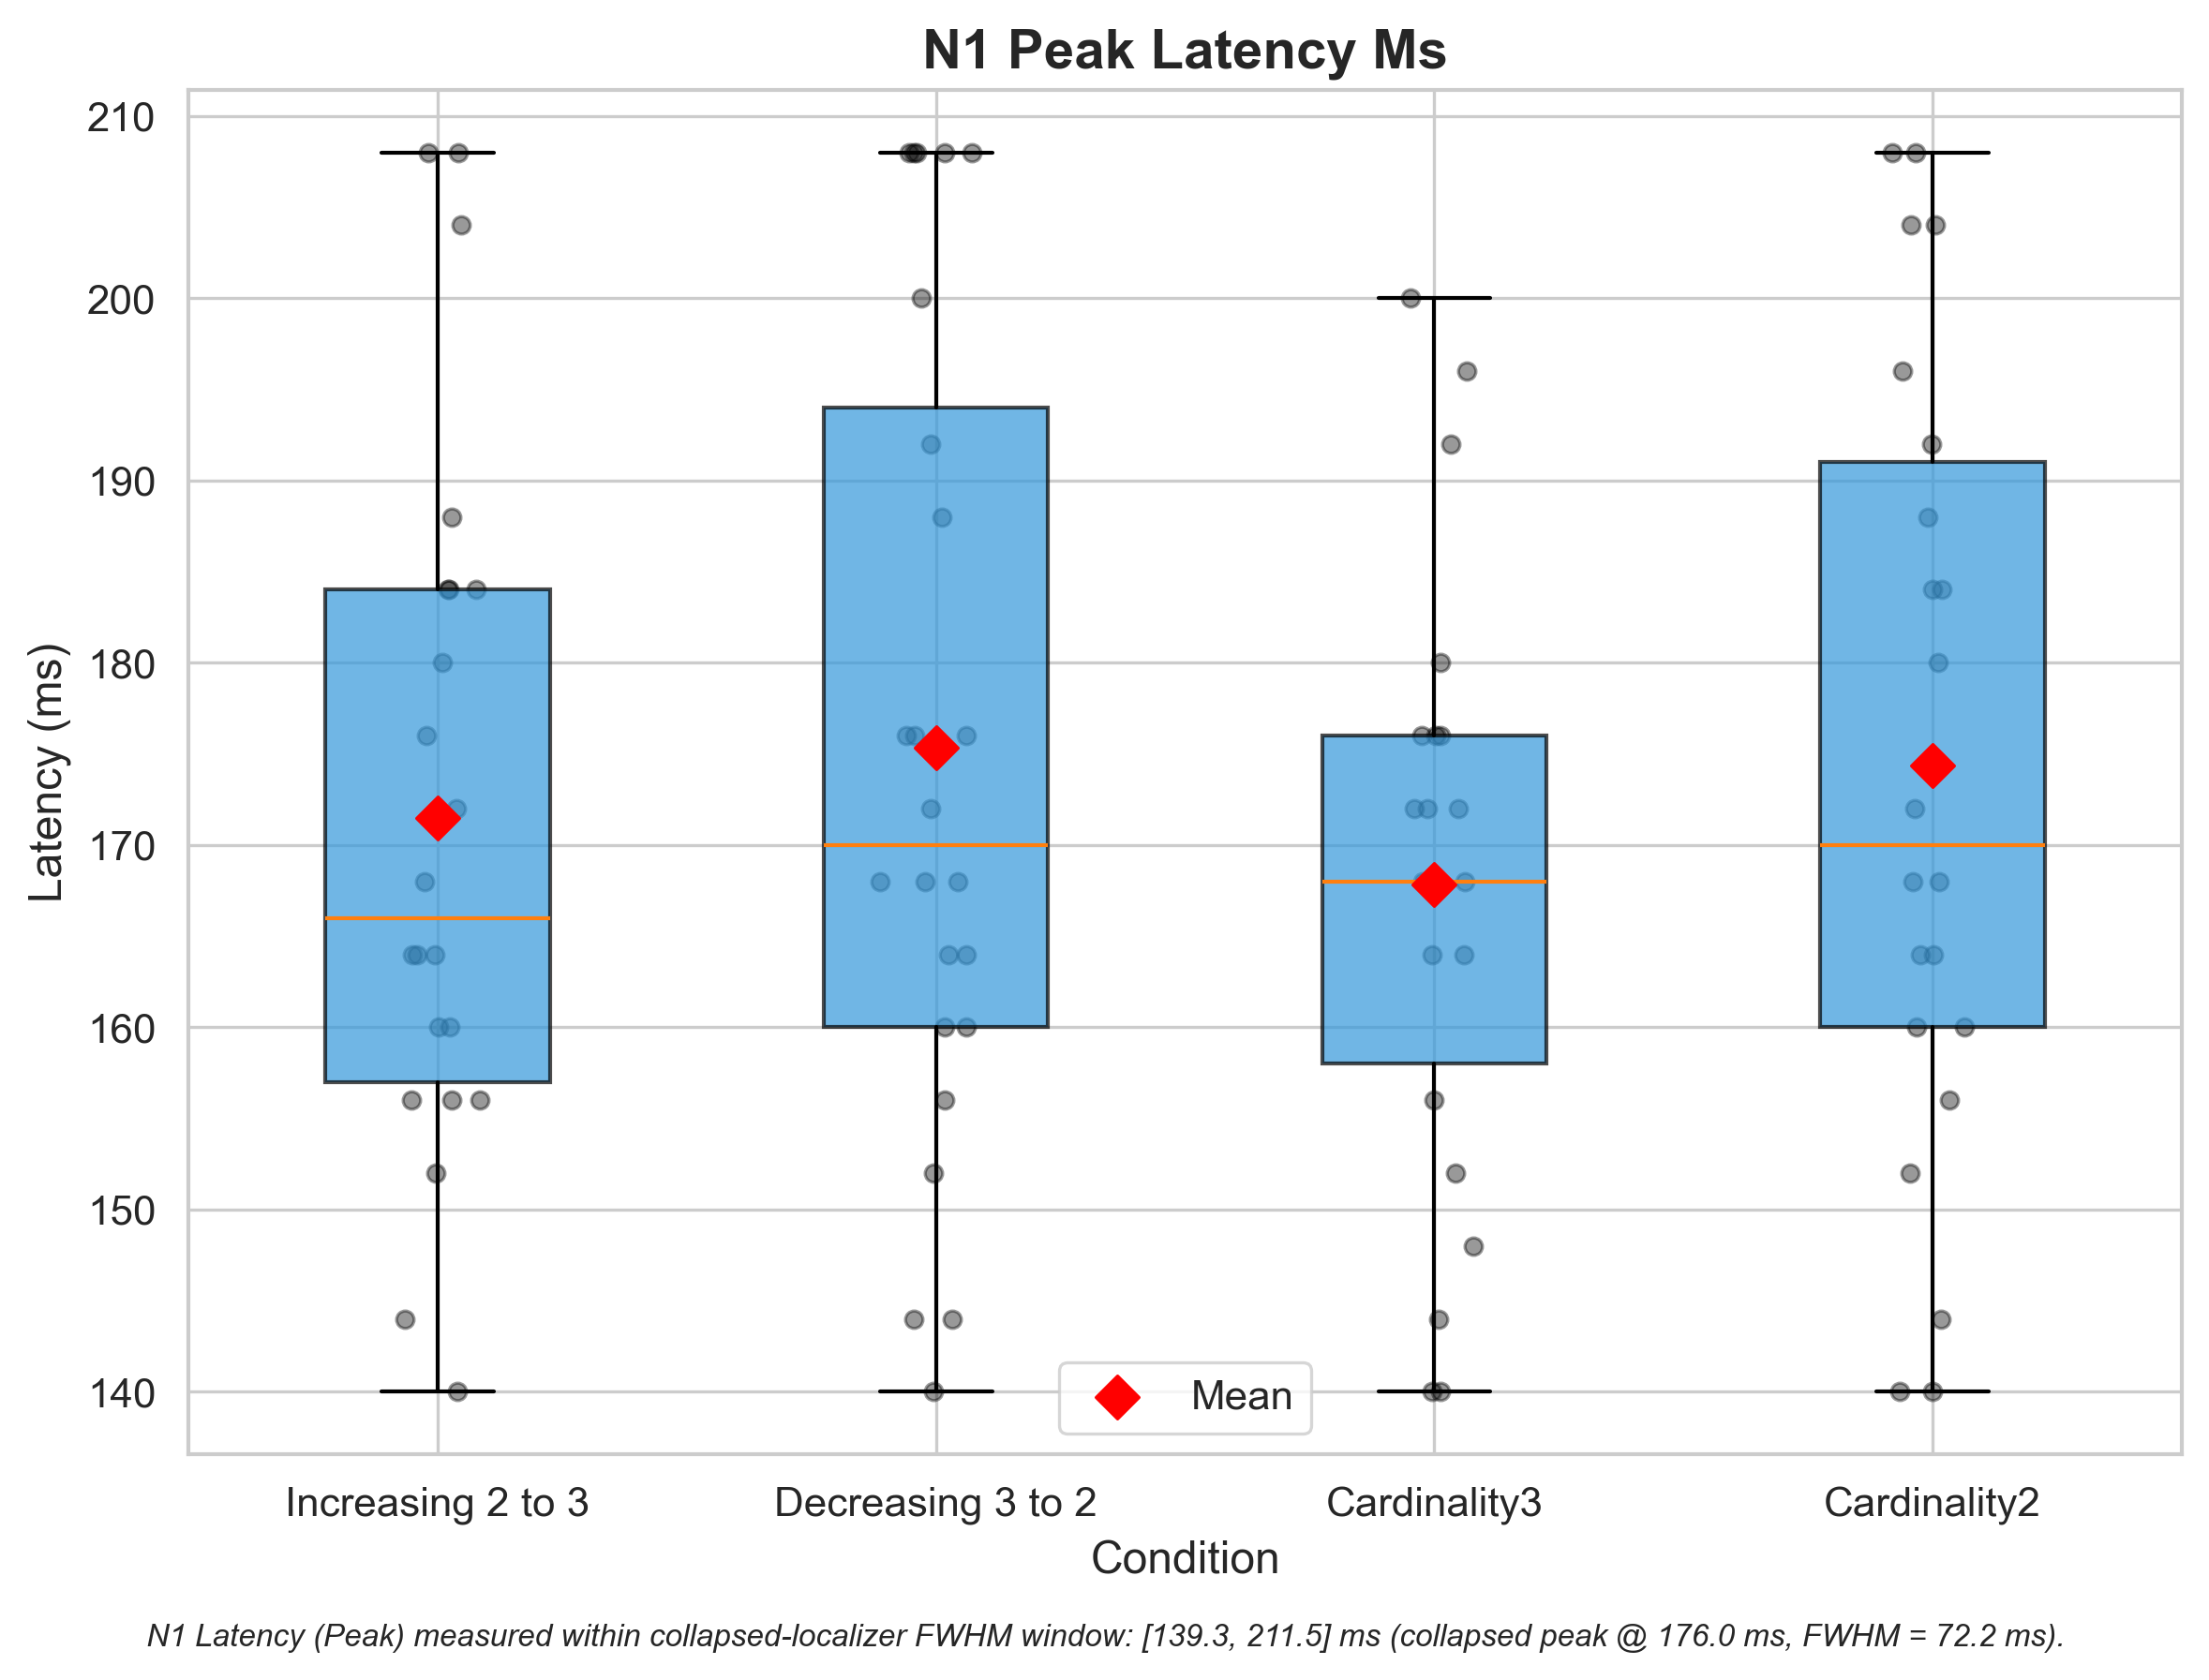 N1 Peak Latency Ms
210
200
190
180
170
160
150
140
Latency (ms)
Mean
Increasing 2 to 3
Decreasing 3 to 2
Cardinality3
Cardinality2
Condition
N1 Latency (Peak) measured within collapsed-localizer FWHM window: [139.3, 211.5] ms (collapsed peak @ 176.0 ms, FWHM = 72.2 ms).